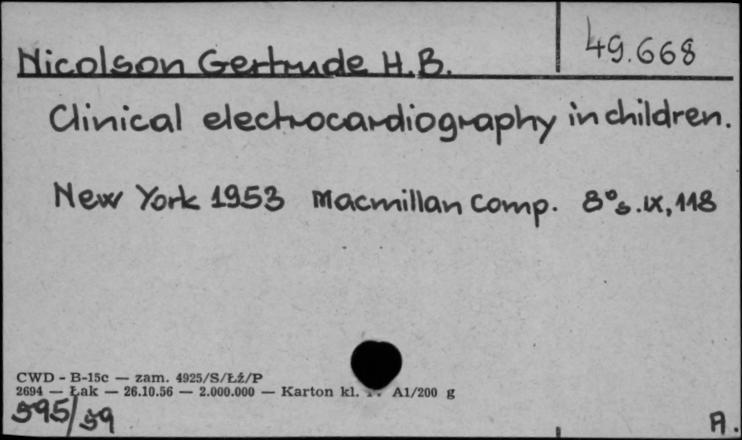 Nicolson Gertrude H.B. 49.668
Clinical electrocardiography in children.
New York 1953 Macmillan Comp. 8° s. IX, 118
CWD - B-15c — zam. 4925/S/Łż/P
2694 — Łak — 26.10.56 — 2.000.000 — Karton kl. A1/200 g
595/59
A.